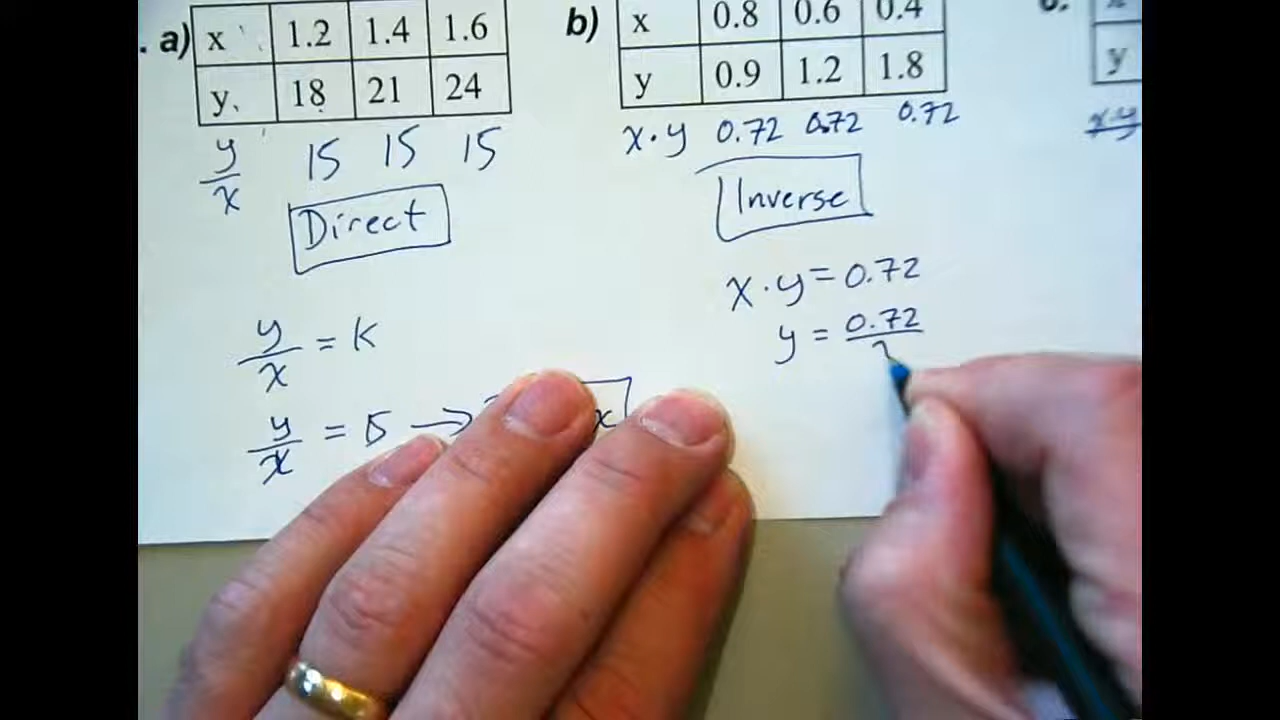 . a) x 1.2 1.4 1.6
y 18 21 24
y/x 15 15 15
Direct
y/x = k
y/x = 15 →
x
b) x 0.8 0.6 0.4
y 0.9 1.2 1.8
x·y 0.72 0.72 0.72
Inverse
x·y = 0.72
y = 0.72
y
x·y